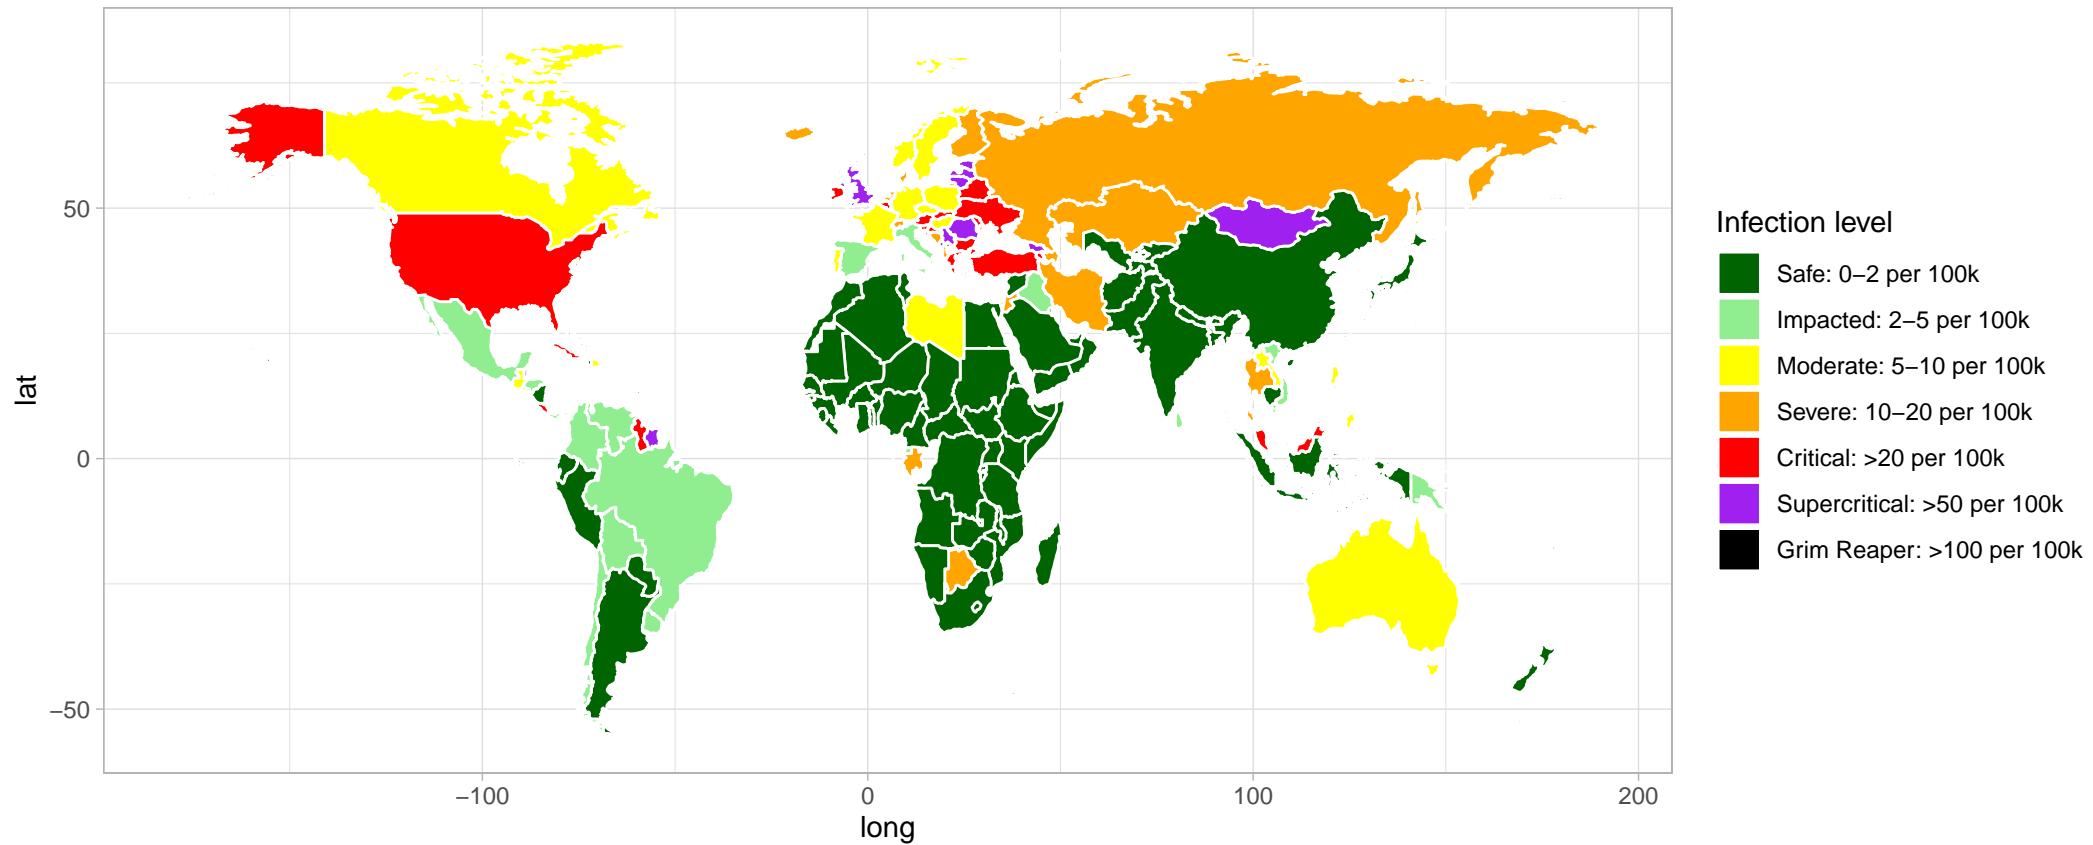 50
0
−50
lat
−100
0
100
200
long
Infection level
Safe: 0−2 per 100k
Impacted: 2−5 per 100k
Moderate: 5−10 per 100k
Severe: 10−20 per 100k
Critical: >20 per 100k
Supercritical: >50 per 100k
Grim Reaper: >100 per 100k